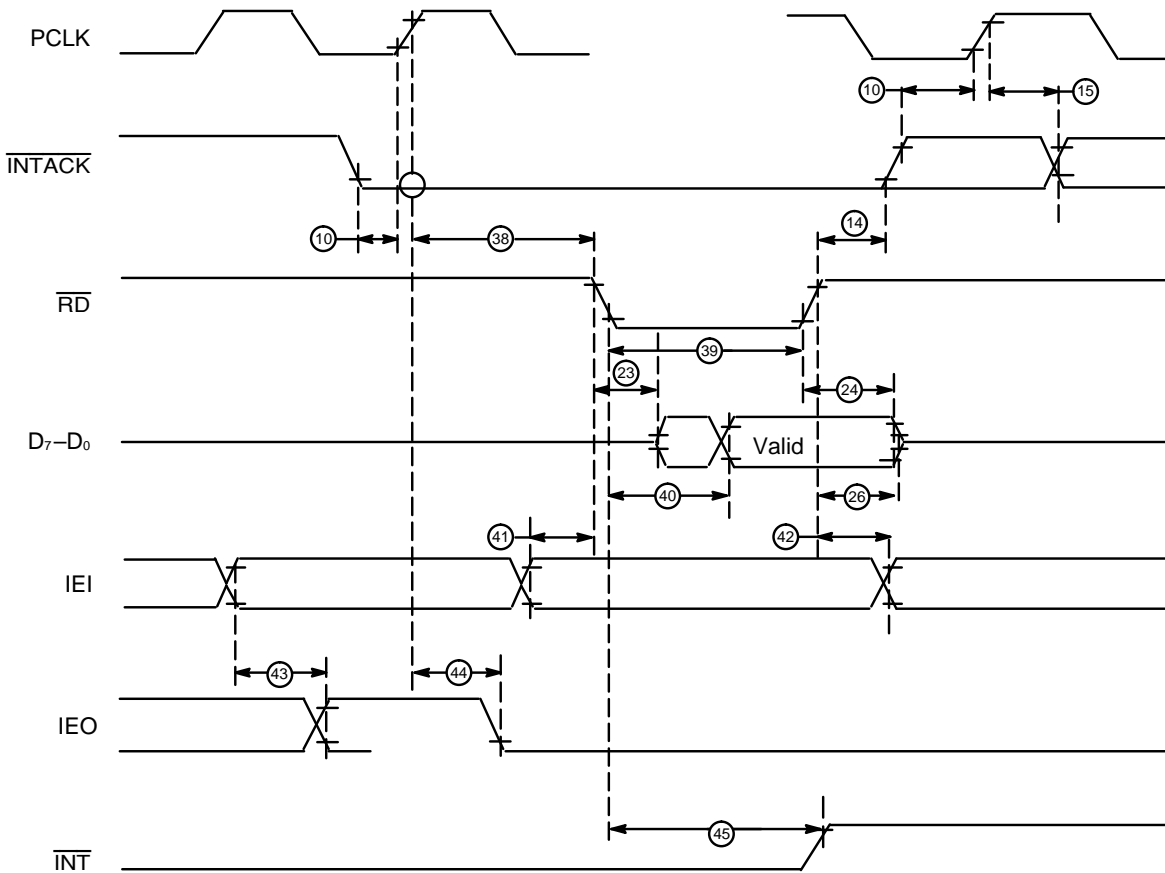 PCLK
10
15
INTACK
10
38
14
RD
39
23
24
D₇–D₀
Valid
40
26
41
42
IEI
43
44
IEO
45
INT